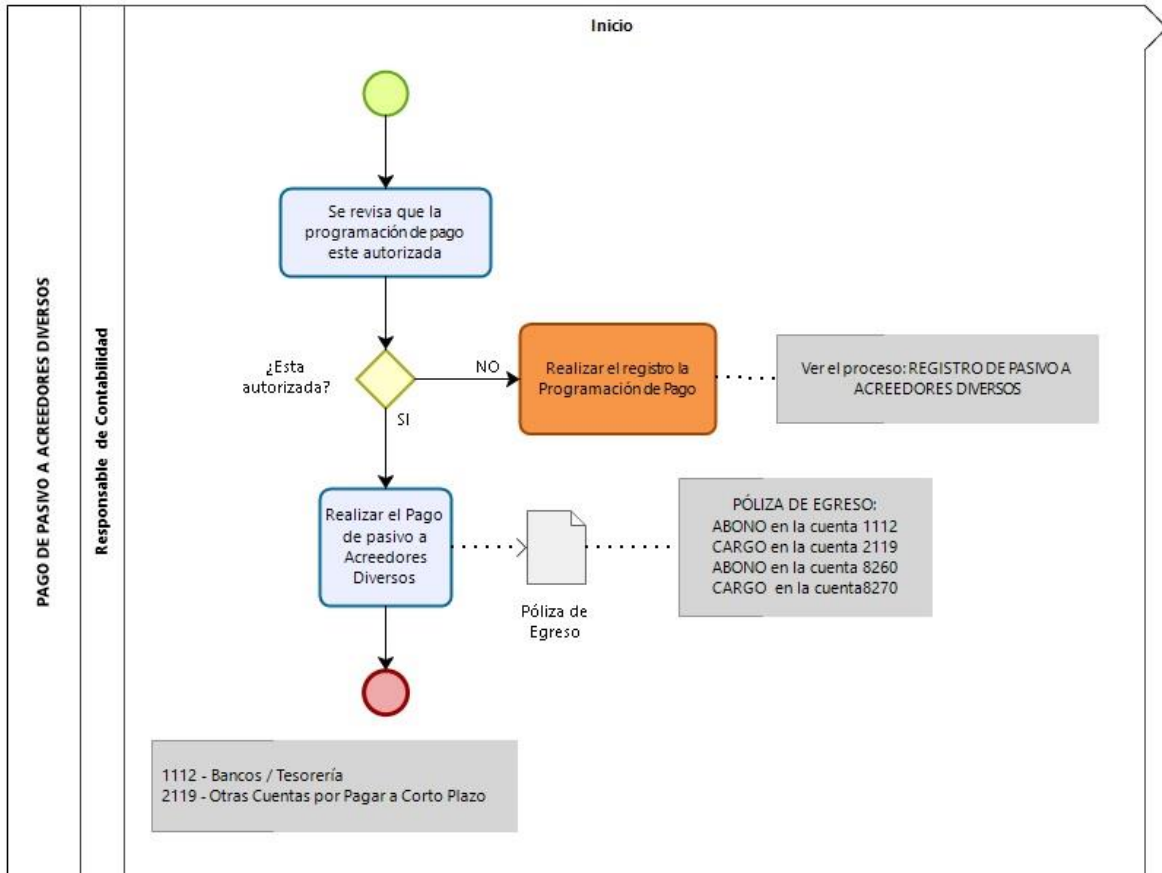 PAGO DE PASIVO A ACREEDORES DIVERSOS
Responsable de Contabilidad
Inicio
Se revisa que la
programación de pago
este autorizada
¿Esta
autorizada?
NO
SI
Realizar el registro la
Programación de Pago
Ver el proceso: REGISTRO DE PASIVO A
ACREEDORES DIVERSOS
Realizar el Pago
de pasivo a
Acreedores
Diversos
Póliza de
Egreso
PÓLIZA DE EGRESO:
ABONO en la cuenta 1112
CARGO en la cuenta 2119
ABONO en la cuenta 8260
CARGO en la cuenta8270
1112 - Bancos / Tesorería
2119 - Otras Cuentas por Pagar a Corto Plazo